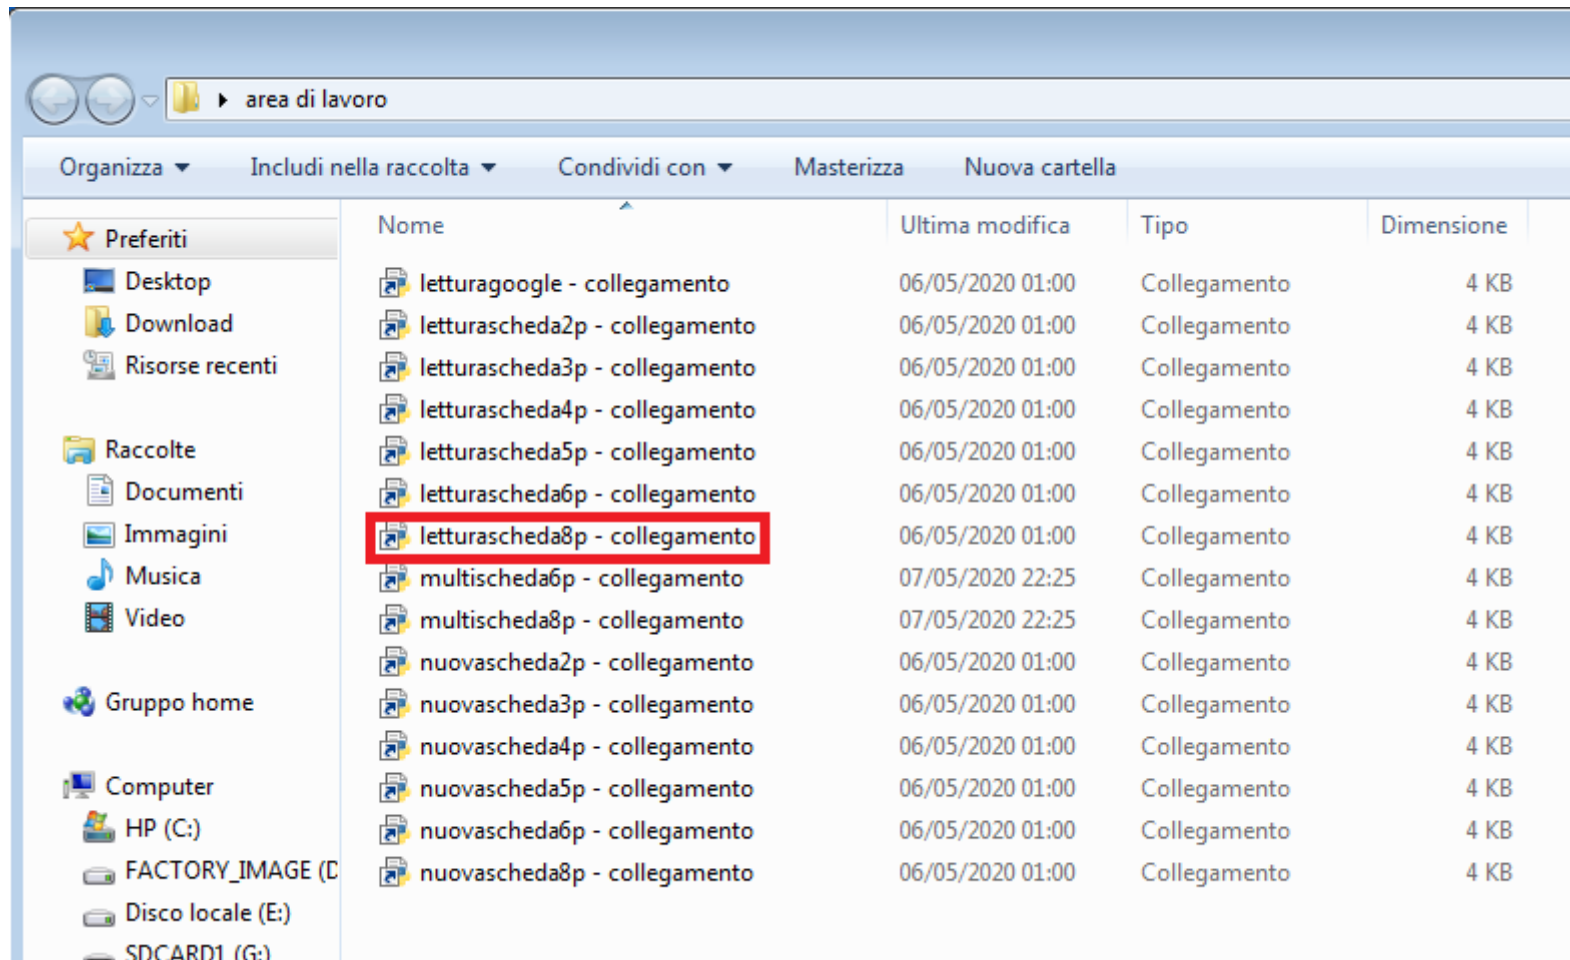 area di lavoro
Organizza Includi nella raccolta Condividi con Masterizza Nuova cartella
Preferiti
Desktop
Download
Risorse recenti
Raccolte
Documenti
Immagini
Musica
Video
Gruppo home
Computer
HP (C:)
FACTORY_IMAGE (D
Disco locale (E:)
SDCARD1 (G:)
Nome Ultima modifica Tipo Dimensione
letturagoogle - collegamento 06/05/2020 01:00 Collegamento 4 KB
letturascheda2p - collegamento 06/05/2020 01:00 Collegamento 4 KB
letturascheda3p - collegamento 06/05/2020 01:00 Collegamento 4 KB
letturascheda4p - collegamento 06/05/2020 01:00 Collegamento 4 KB
letturascheda5p - collegamento 06/05/2020 01:00 Collegamento 4 KB
letturascheda6p - collegamento 06/05/2020 01:00 Collegamento 4 KB
letturascheda8p - collegamento 06/05/2020 01:00 Collegamento 4 KB
multischeda6p - collegamento 07/05/2020 22:25 Collegamento 4 KB
multischeda8p - collegamento 07/05/2020 22:25 Collegamento 4 KB
nuovascheda2p - collegamento 06/05/2020 01:00 Collegamento 4 KB
nuovascheda3p - collegamento 06/05/2020 01:00 Collegamento 4 KB
nuovascheda4p - collegamento 06/05/2020 01:00 Collegamento 4 KB
nuovascheda5p - collegamento 06/05/2020 01:00 Collegamento 4 KB
nuovascheda6p - collegamento 06/05/2020 01:00 Collegamento 4 KB
nuovascheda8p - collegamento 06/05/2020 01:00 Collegamento 4 KB